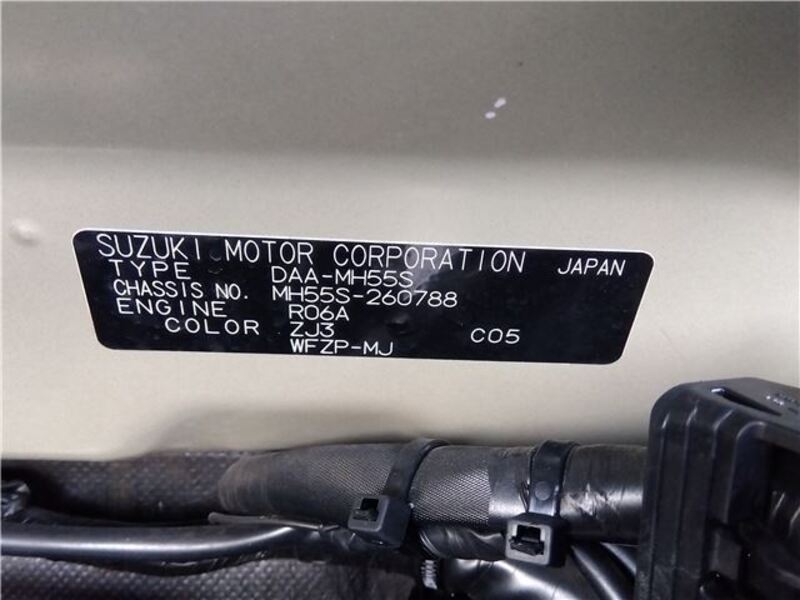 SUZUKI MOTOR CORPORATION JAPAN
TYPE DAA-MH55S
CHASSIS NO. MH55S-260788
ENGINE R06A
COLOR ZJ3 C05
WFZP-MJ